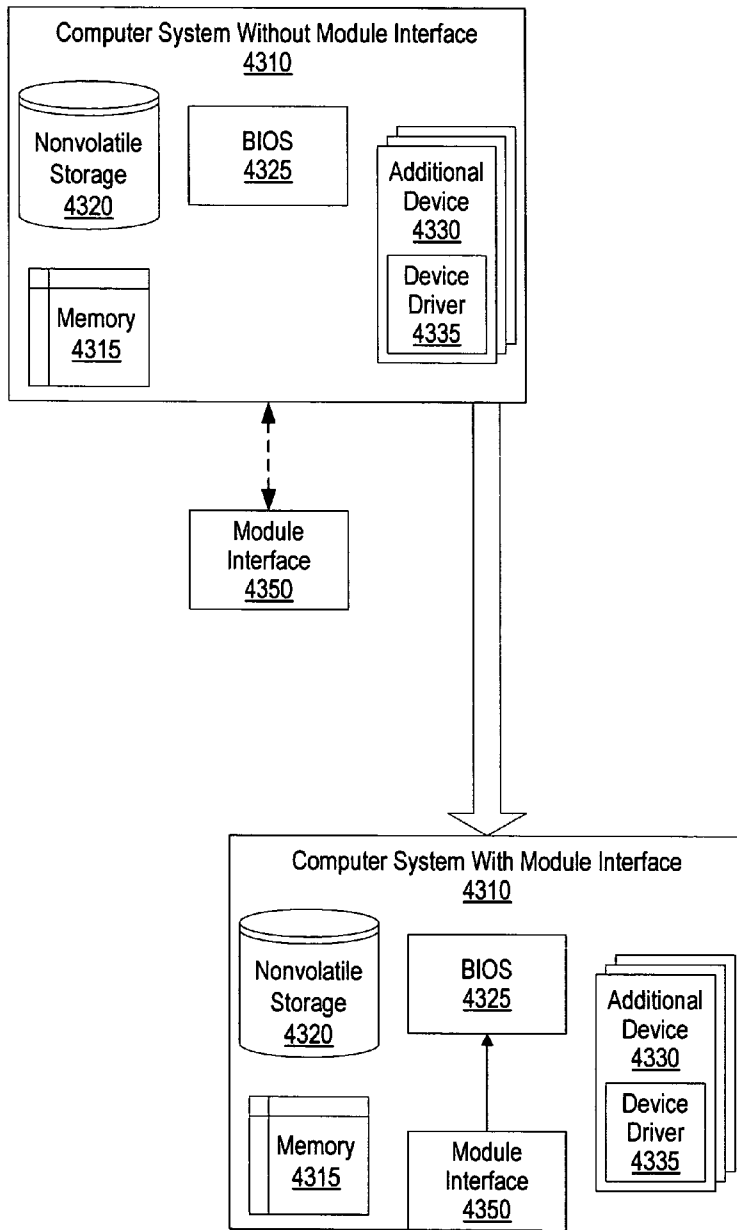 Computer System Without Module Interface
4310
Nonvolatile
Storage
4320
BIOS
4325
Additional
Device
4330
Device
Driver
4335
Memory
4315
Module
Interface
4350
Computer System With Module Interface
4310
Nonvolatile
Storage
4320
BIOS
4325
Additional
Device
4330
Device
Driver
4335
Memory
4315
Module
Interface
4350